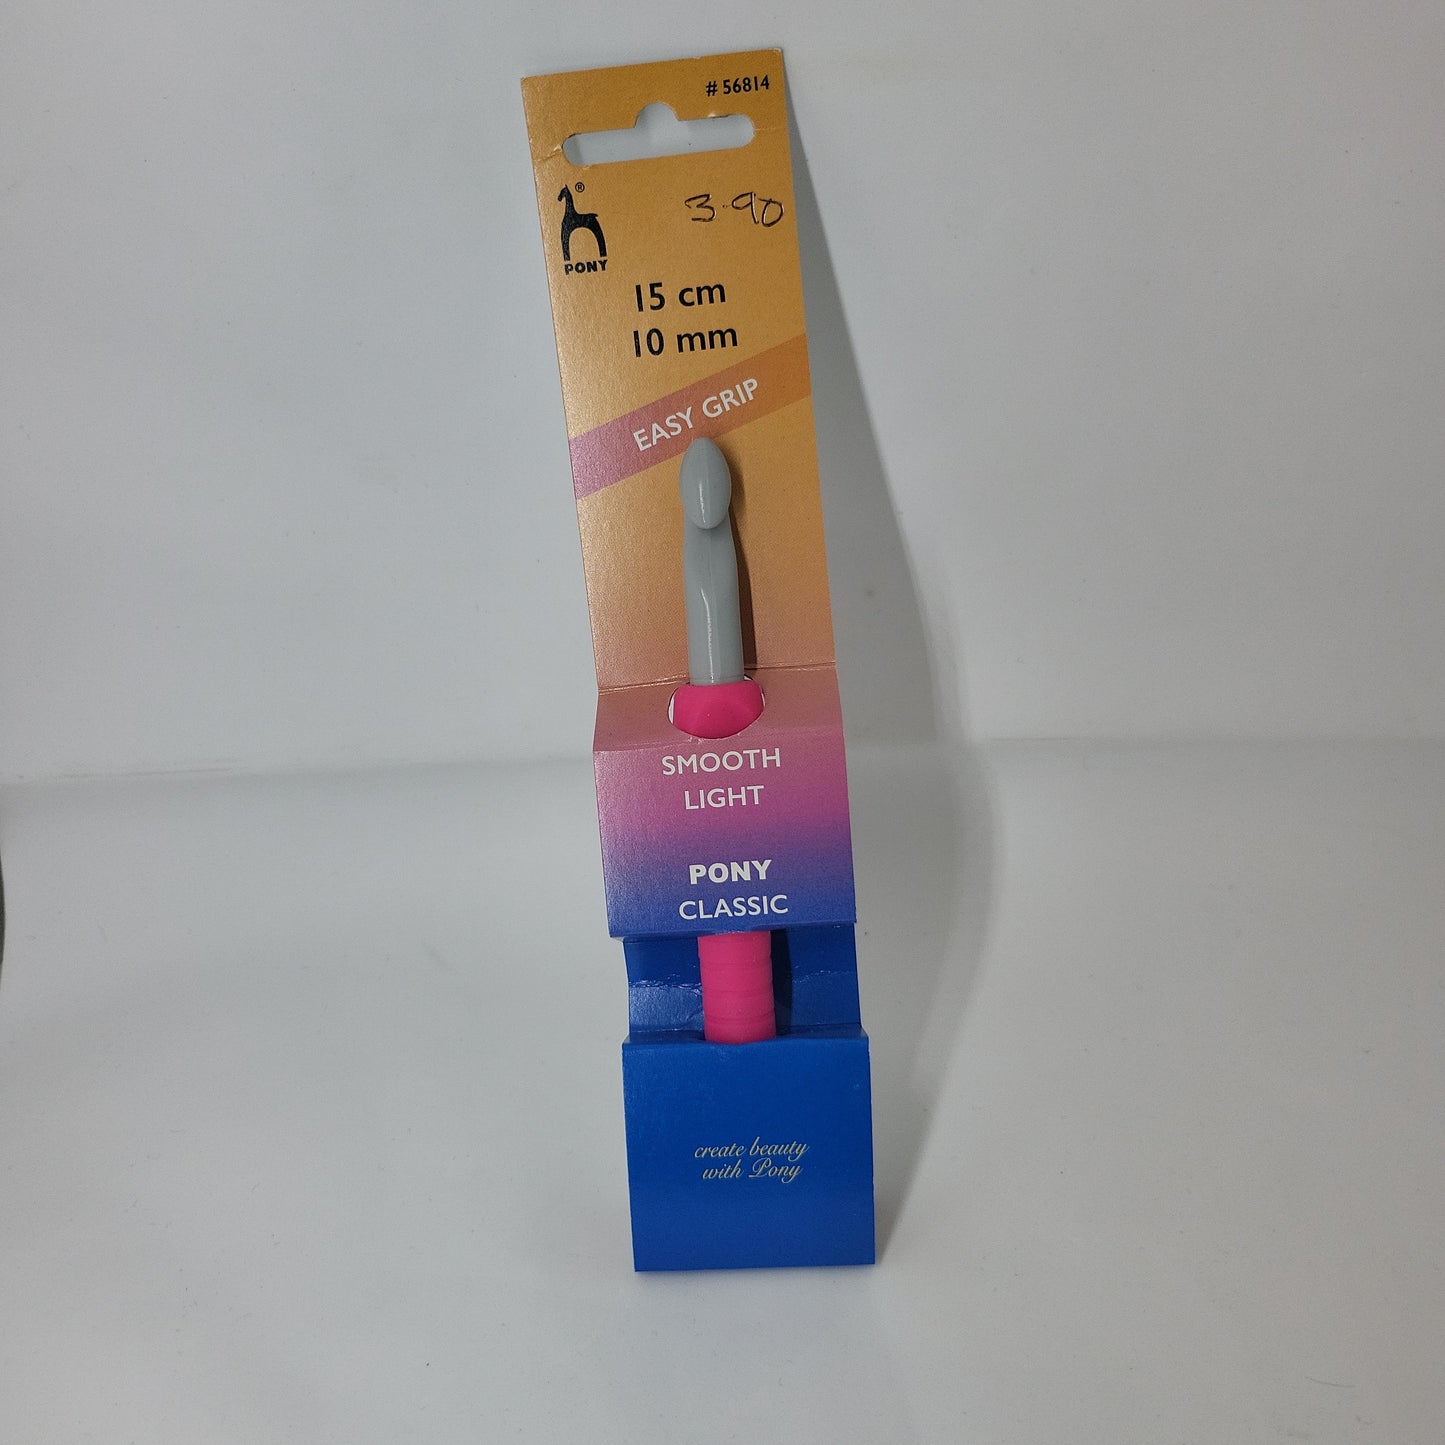 # 56814
®
PONY
3.90
15 cm
10 mm
EASY GRIP
SMOOTH
LIGHT
PONY
CLASSIC
create beauty
with Pony